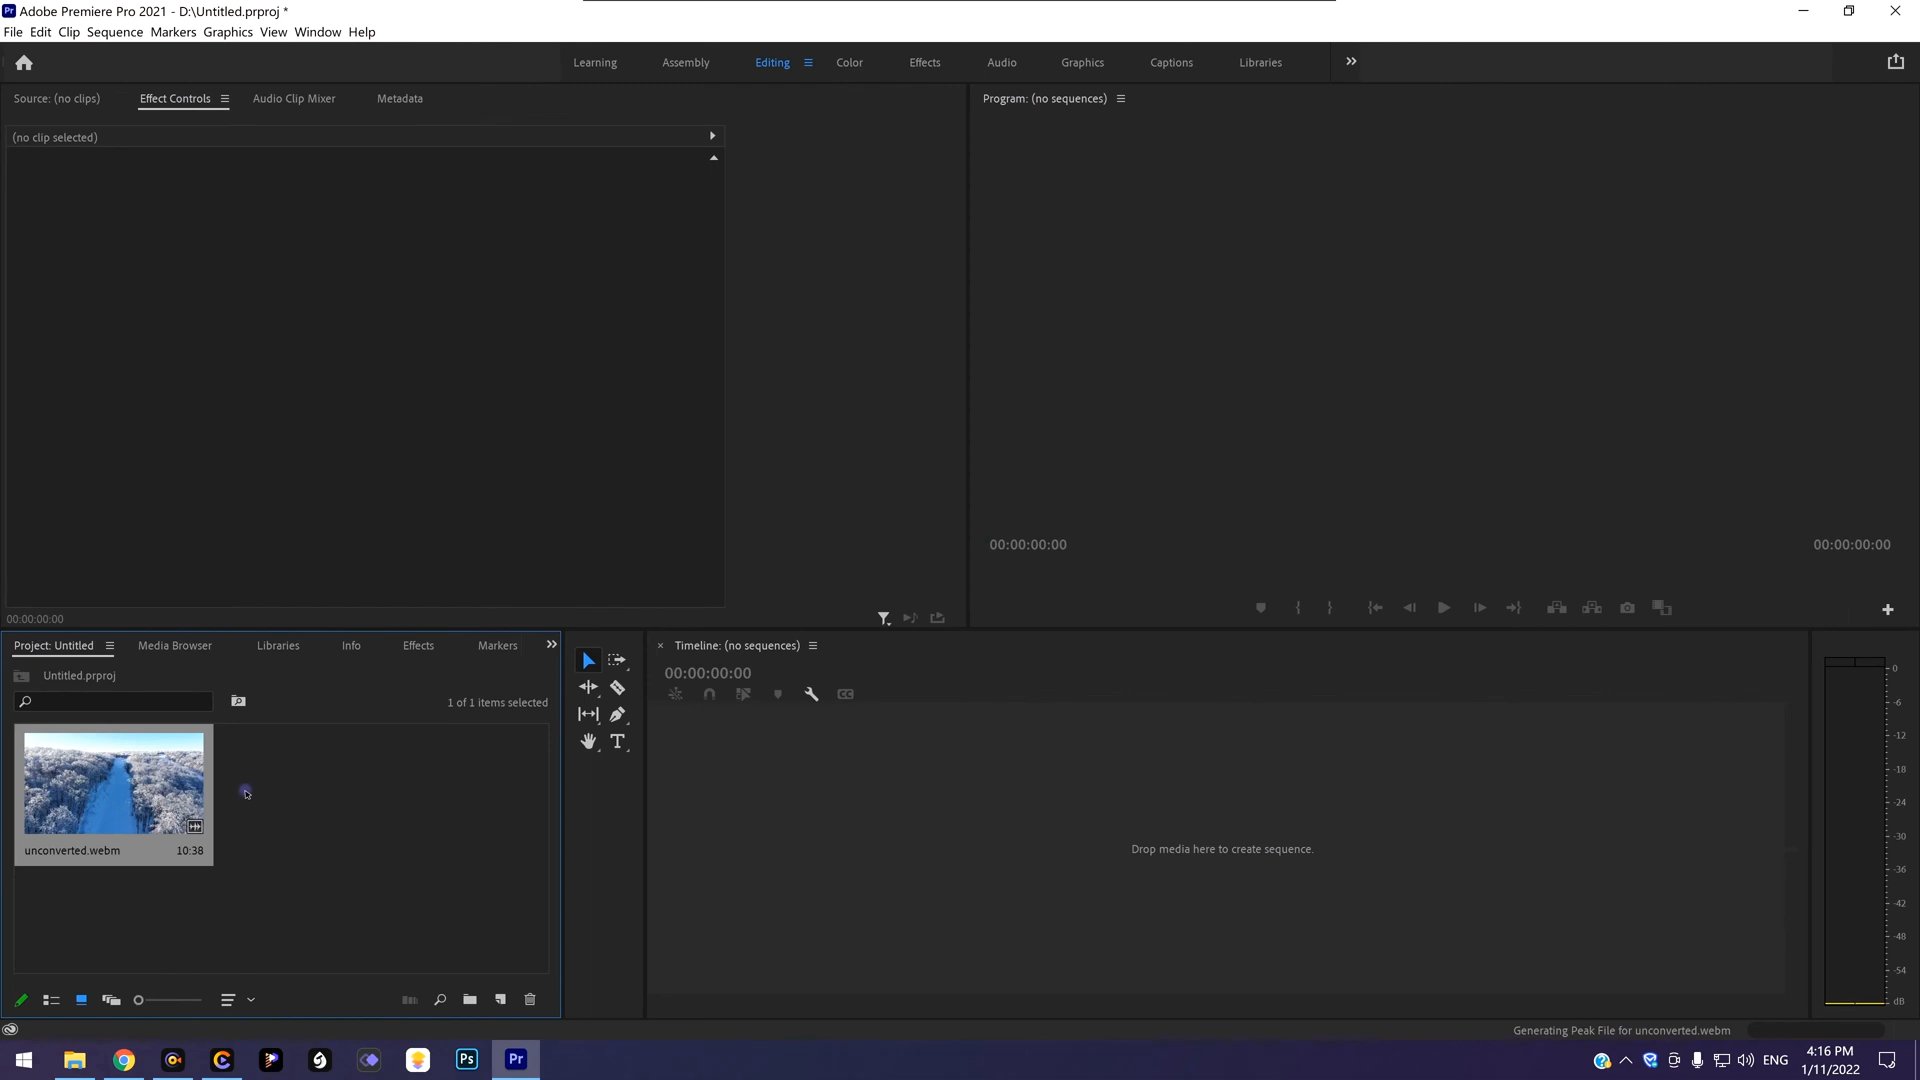 Pr Adobe Premiere Pro 2021 - D:\Untitled.prproj *
File Edit Clip Sequence Markers Graphics View Window Help
Learning Assembly Editing Color Effects Audio Graphics Captions Libraries
Source: (no clips) Effect Controls Audio Clip Mixer Metadata
Program: (no sequences)
(no clip selected)
00:00:00:00 00:00:00:00
00:00:00:00
Project: Untitled Media Browser Libraries Info Effects Markers
Timeline: (no sequences)
Untitled.prproj
00:00:00:00
1 of 1 items selected
unconverted.webm 10:38
Drop media here to create sequence.
0
-6
-12
-18
-24
-30
-36
-42
-48
-54
dB
Generating Peak File for unconverted.webm
Ps Pr
ENG
4:16 PM
1/11/2022